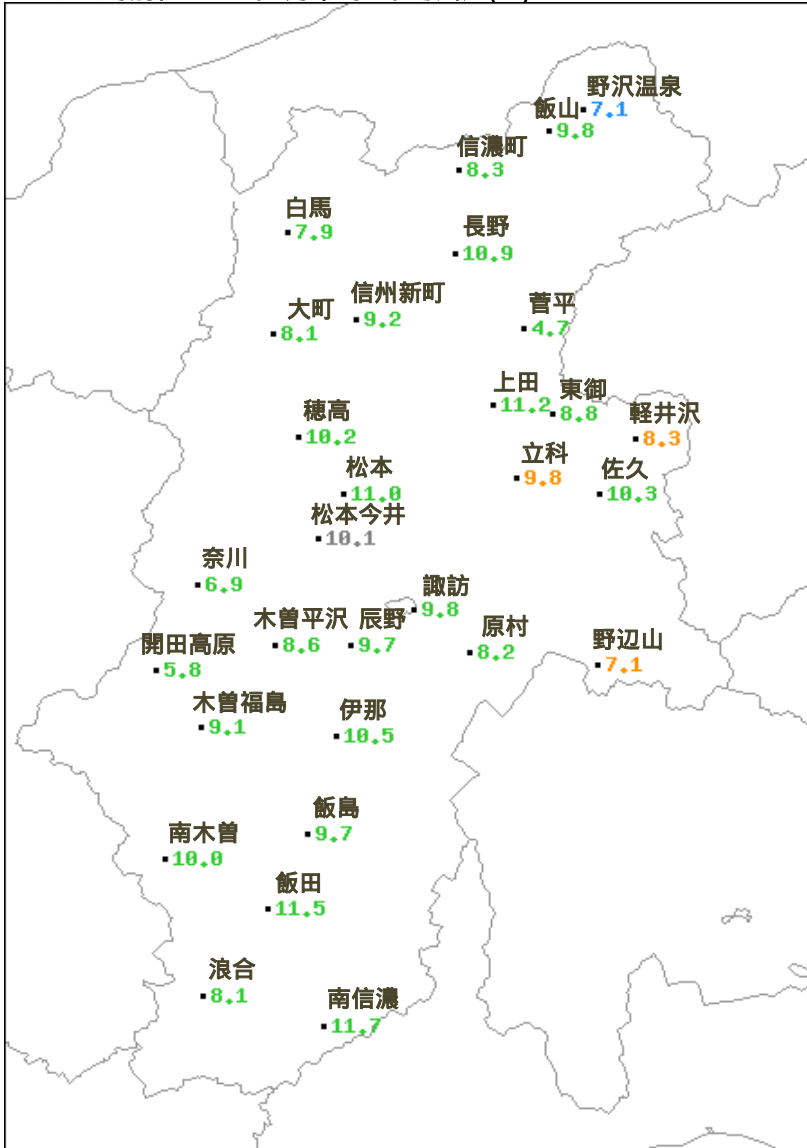 野沢温泉
7.1
飯山
9.8
信濃町
8.3
白馬
7.9
長野
10.9
信州新町
9.2
大町
8.1
菅平
4.7
上田
11.2
東御
8.8
軽井沢
8.3
穂高
10.2
立科
9.8
佐久
10.3
松本
11.0
松本今井
10.1
奈川
6.9
諏訪
9.8
木曽平沢
8.6
辰野
9.7
原村
8.2
野辺山
7.1
開田高原
5.8
木曽福島
9.1
伊那
10.5
飯島
9.7
南木曽
10.0
飯田
11.5
浪合
8.1
南信濃
11.7